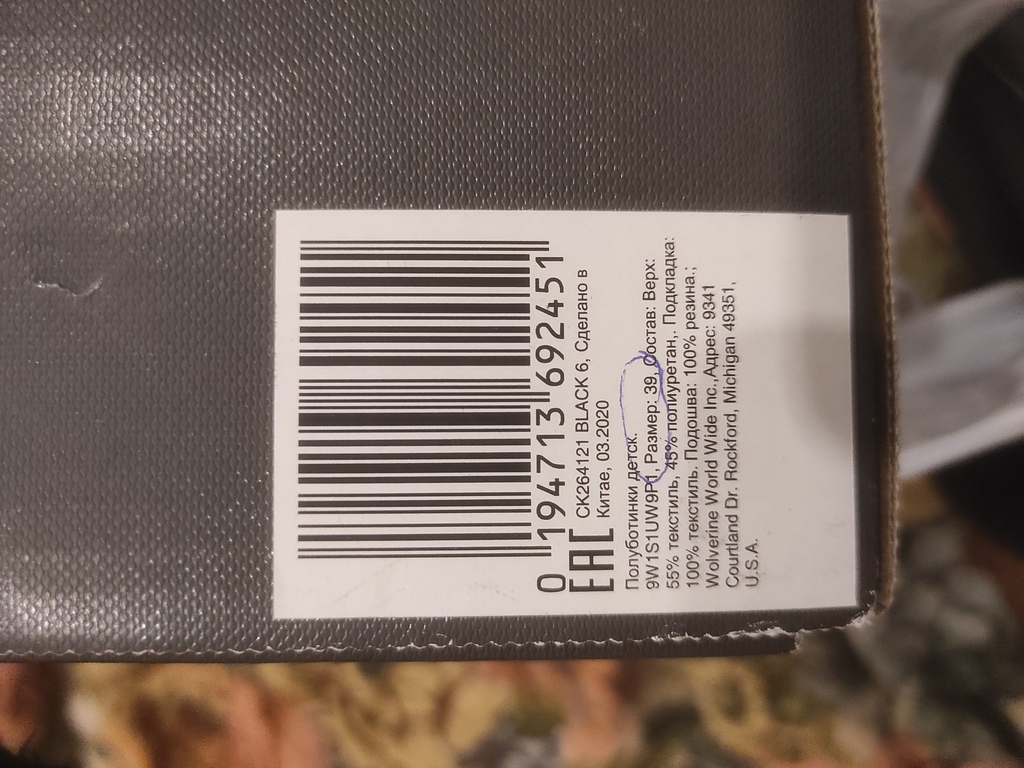 0 194713 692451
EAC CK264121 BLACK 6, Сделано в
Китае, 03.2020
Полуботинки детск.
9W1S1UW9P1, Размер: 39, Состав: Верх:
55% текстиль, 45% полиуретан,. Подкладка:
100% текстиль. Подошва: 100% резина.;
Wolverine World Wide Inc.,Адрес: 9341
Courtland Dr. Rockford, Michigan 49351,
U.S.A.